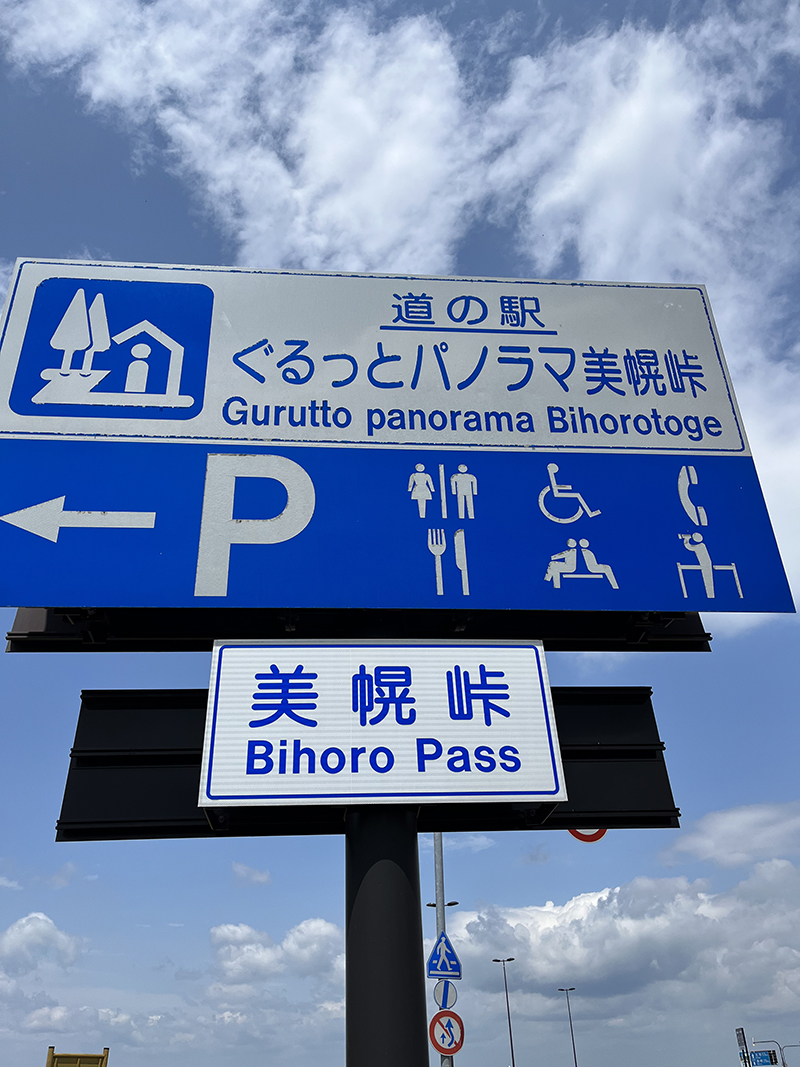 道の駅
ぐるっとパノラマ美幌峠
Gurutto panorama Bihorotoge
P
美幌峠
Bihoro Pass